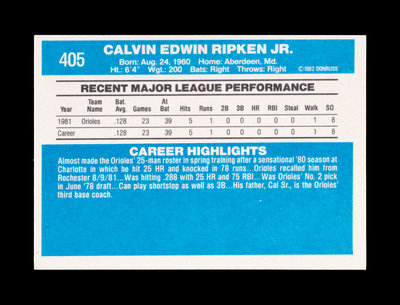 405
CALVIN EDWIN RIPKEN JR.
Born: Aug. 24, 1960 Home: Aberdeen, Md.
Ht.: 6'4" Wgt.: 200 Bats: Right Throws: Right
©1982 DONRUSS
RECENT MAJOR LEAGUE PERFORMANCE
Year Team Name Bat. Avg. Games At Bat Hits Runs 2B 3B HR RBI Steal Walk SO
1981 Orioles .128 23 39 5 1 0 0 0 0 0 1 8
Career .128 23 39 5 1 0 0 0 0 0 1 8
CAREER HIGHLIGHTS
Almost made the Orioles' 25-man roster in spring training after a sensational '80 season at
Charlotte in which he hit 25 HR and knocked in 78 runs...Orioles recalled him from
Rochester 8/9/81...Was hitting .288 with 25 HR and 75 RBI...Was Orioles' No. 2 pick
in June '78 draft...Can play shortstop as well as 3B...His father, Cal Sr., is the Orioles'
third base coach.